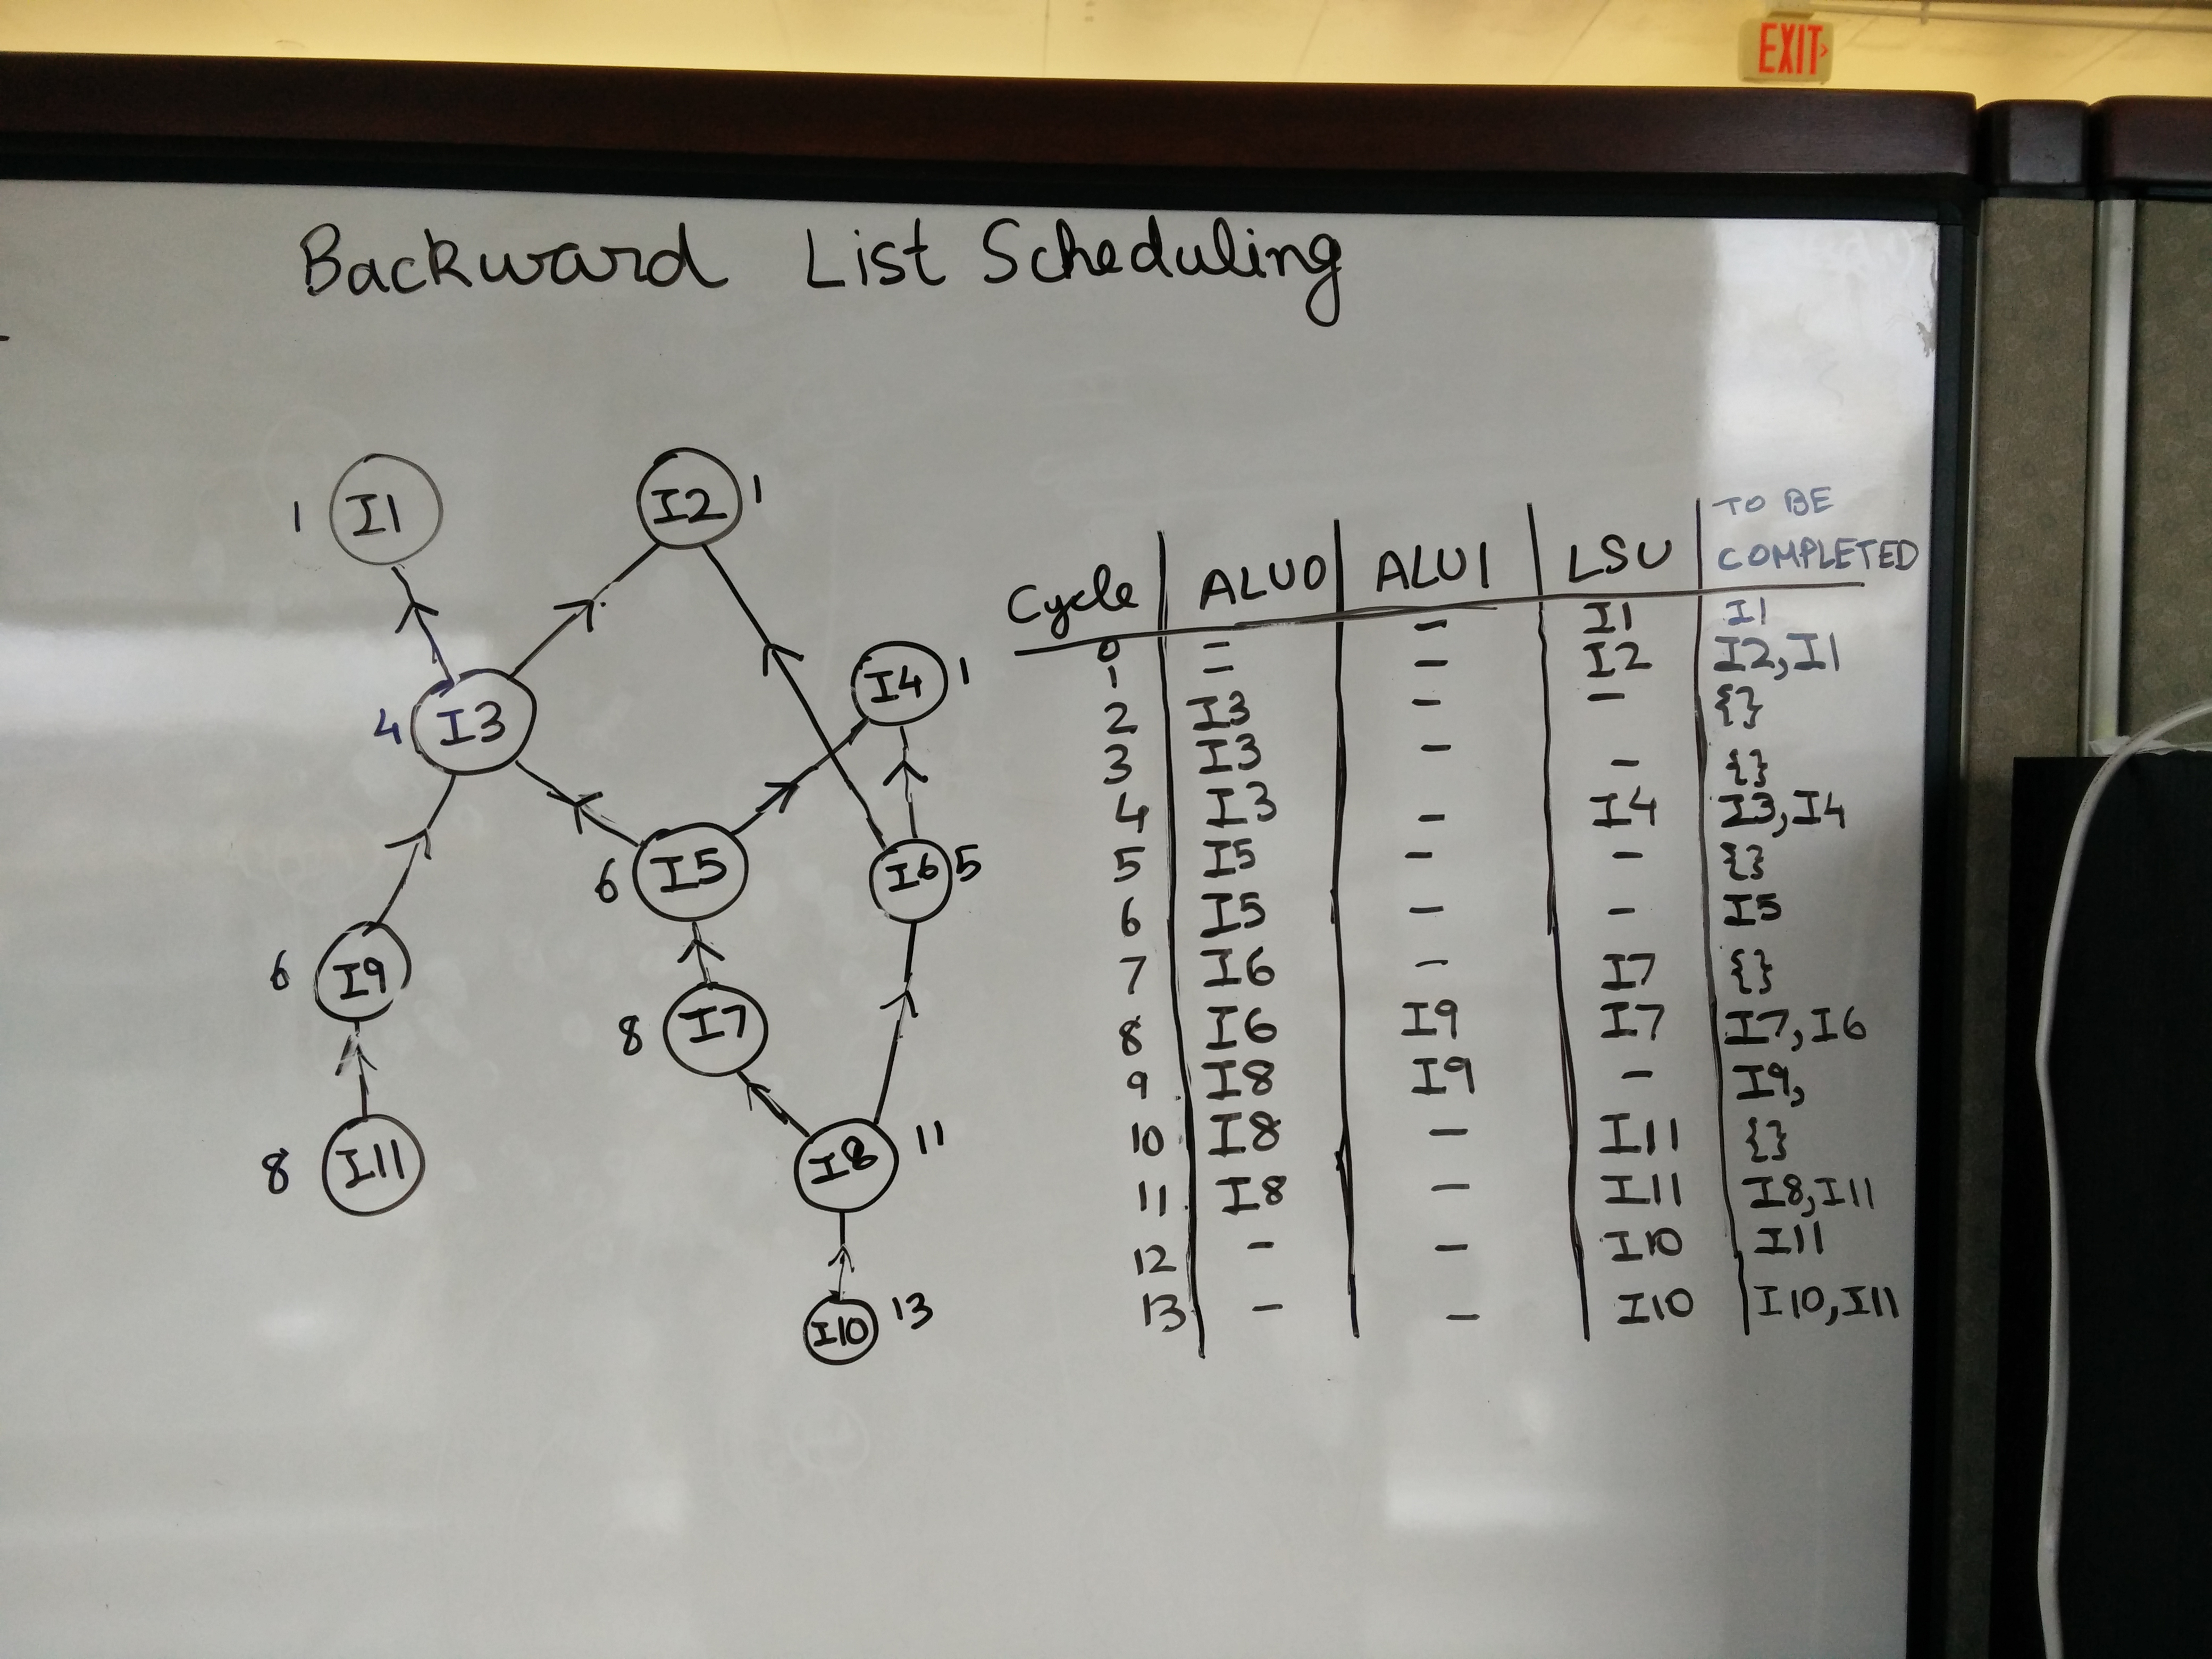 EXIT>
Backward List Scheduling
1 I1
I2 1
4 I3
I4 1
6 I5
I6 5
6 I9
8 I7
8 I11
I8 11
I10 13
Cycle ALU0 ALU1 LSU TO BE COMPLETED
0 - - I1 I1
1 - - I2 I2,I1
2 I3 - - {}
3 I3 - - {}
4 I3 - I4 I3,I4
5 I5 - - {}
6 I5 - - I5
7 I6 - I7 {}
8 I6 I9 I7 I7,I6
9 I8 I9 - I9,
10 I8 - I11 {}
11 I8 - I11 I8,I11
12 - - I10 I11
13 - - I10 I10,I11